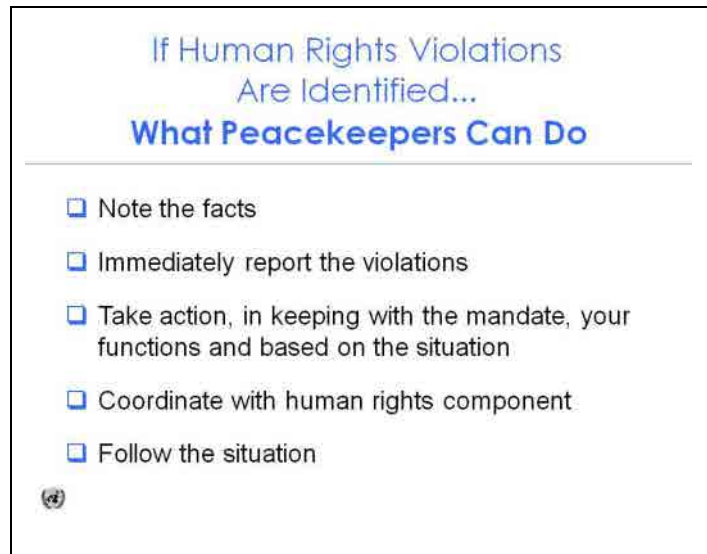 If Human Rights Violations
Are Identified...
What Peacekeepers Can Do
Note the facts
Immediately report the violations
Take action, in keeping with the mandate, your
functions and based on the situation
Coordinate with human rights component
Follow the situation